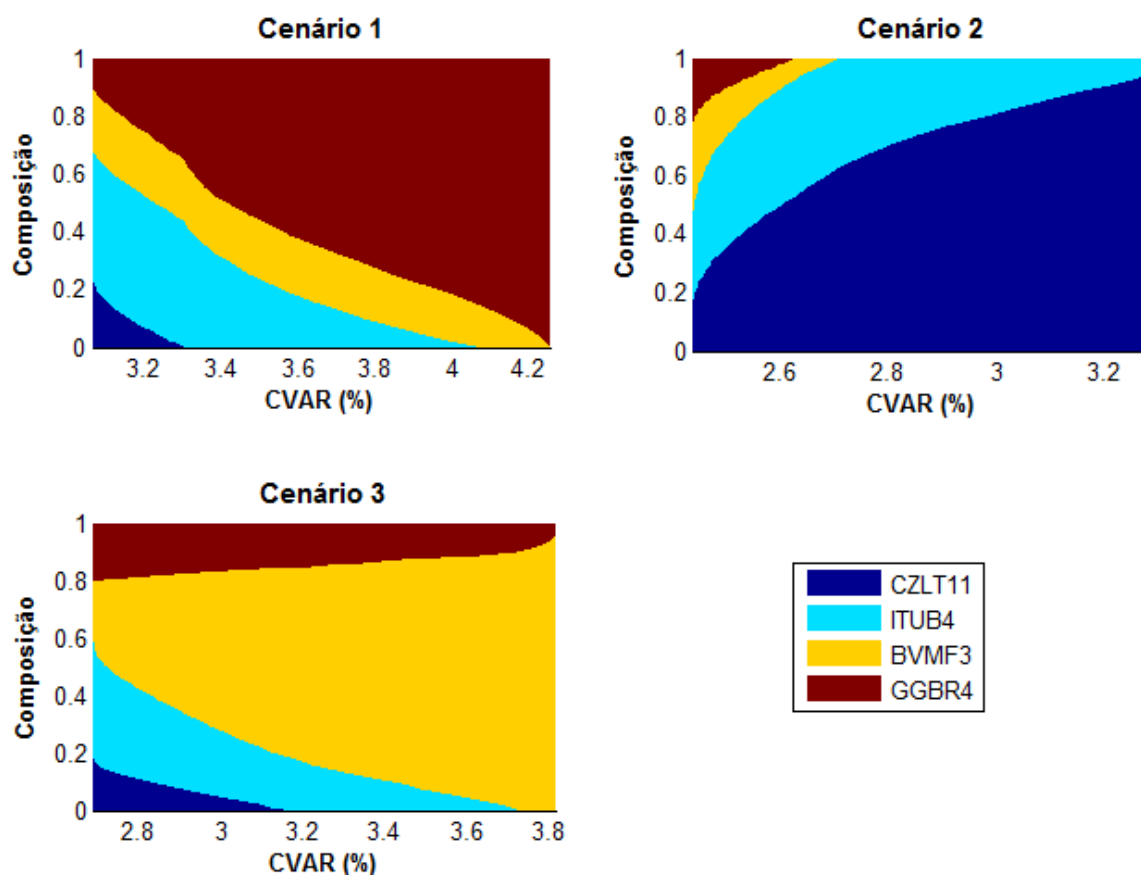 Cenário 1
1
0.8
0.6
0.4
0.2
0
Composição
3.2 3.4 3.6 3.8 4 4.2
CVAR (%)
Cenário 2
1
0.8
0.6
0.4
0.2
0
Composição
2.6 2.8 3 3.2
CVAR (%)
Cenário 3
1
0.8
0.6
0.4
0.2
0
Composição
2.8 3 3.2 3.4 3.6 3.8
CVAR (%)
CZLT11
ITUB4
BVMF3
GGBR4